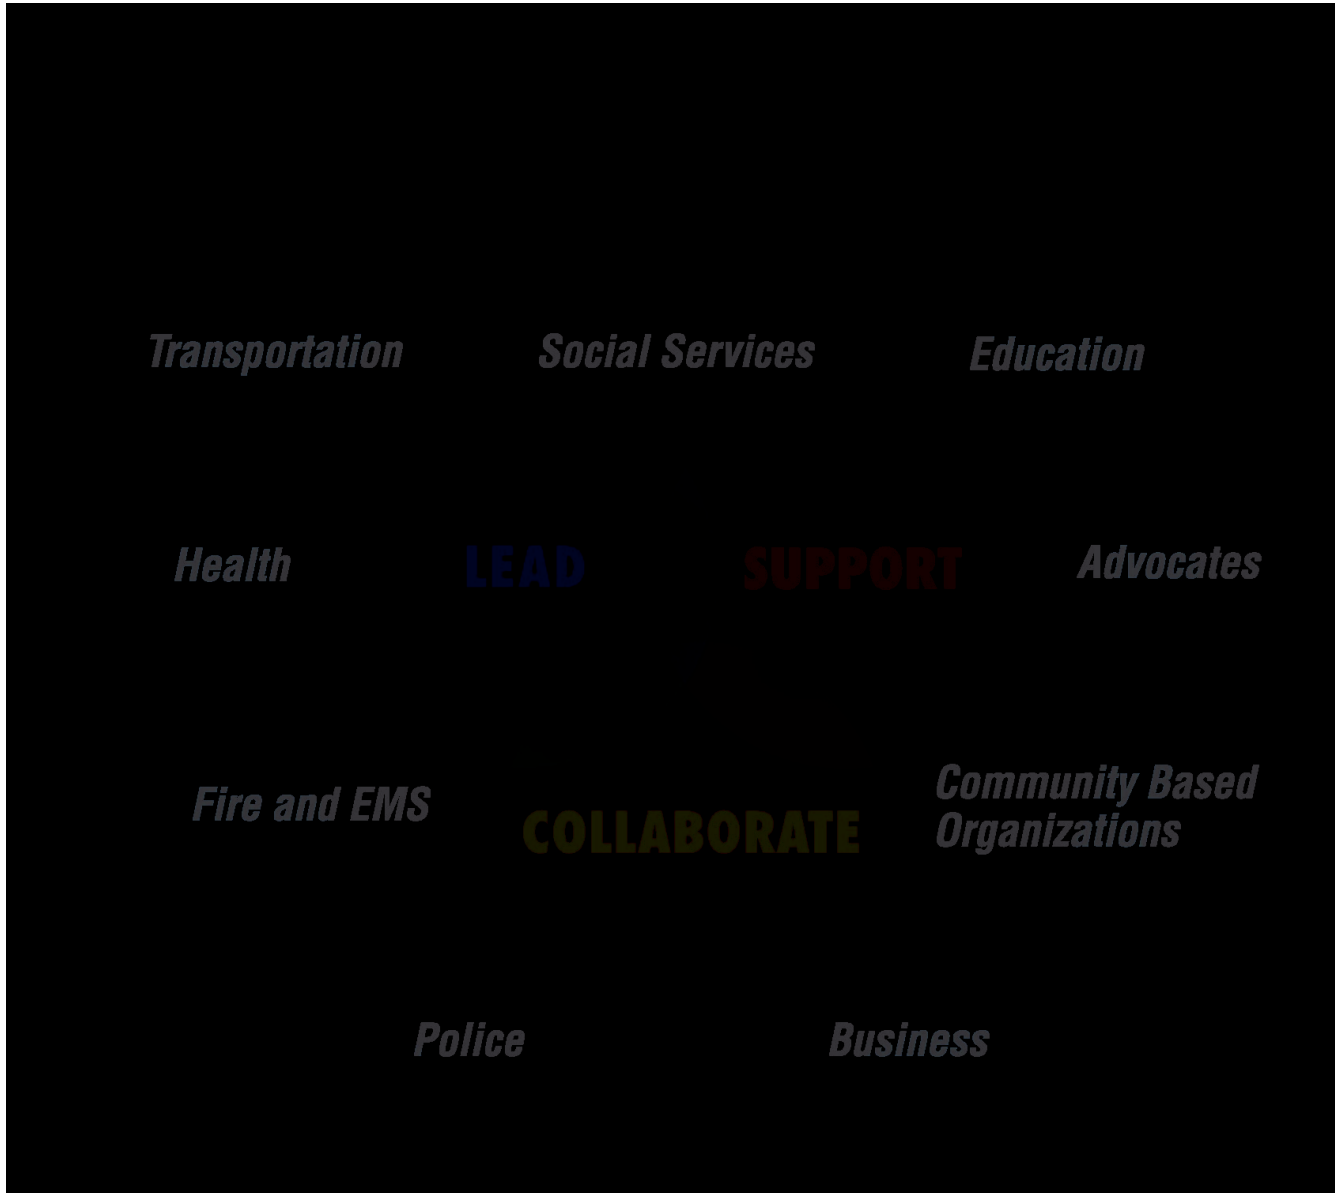 Transportation
Social Services
Education
Health
LEAD
SUPPORT
Advocates
Fire and EMS
COLLABORATE
Community Based
Organizations
Police
Business